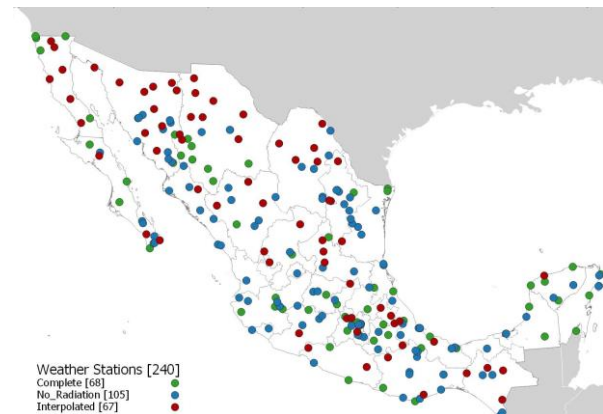 Weather Stations [240]
Complete [68]
No_Radiation [105]
Interpolated [67]